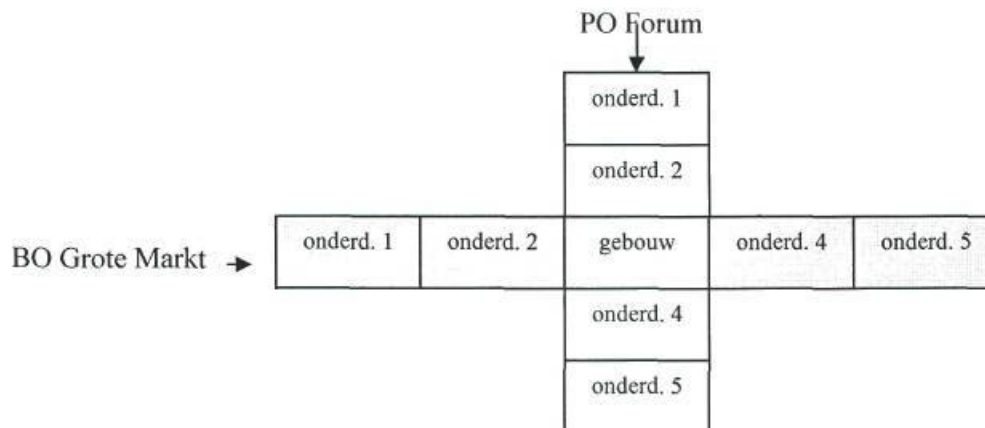 PO Forum
onderd. 1
onderd. 2
BO Grote Markt onderd. 1 onderd. 2 gebouw onderd. 4 onderd. 5
onderd. 4
onderd. 5